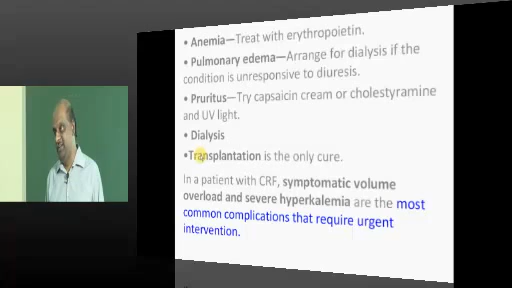 • Anemia—Treat with erythropoietin.
• Pulmonary edema—Arrange for dialysis if the
condition is unresponsive to diuresis.
• Pruritus—Try capsaicin cream or cholestyramine
and UV light.
• Dialysis
•Transplantation is the only cure.
In a patient with CRF, symptomatic volume
overload and severe hyperkalemia are the most
common complications that require urgent
intervention.